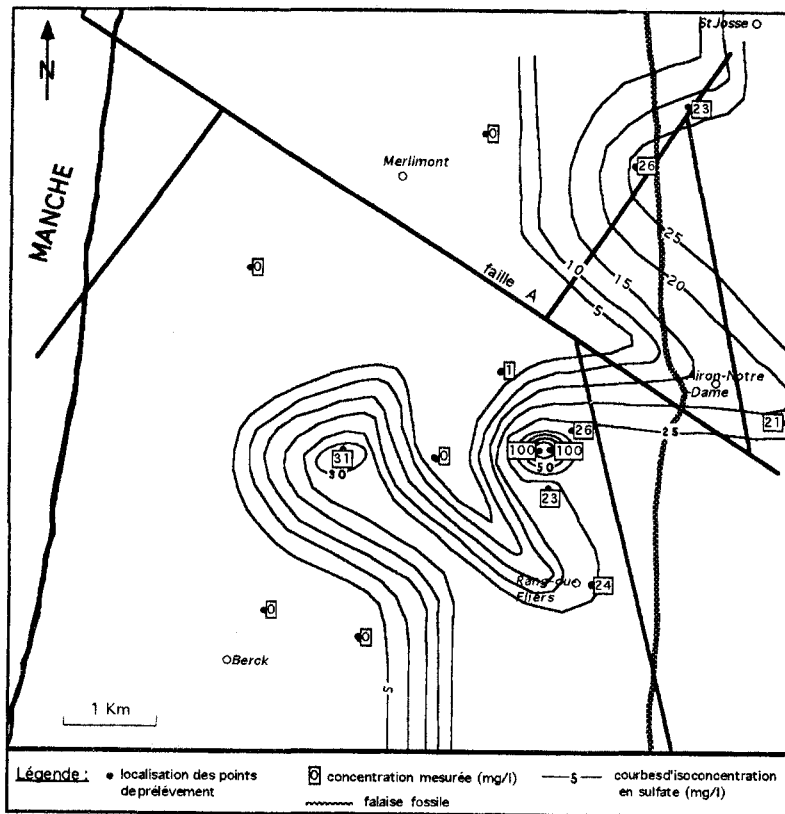 St Josse
N
23
0
Merlimont
26
MANCHE
25
0
faille A
10
15
20
5
1
Airon-Notre
-Dame
21
26
25
31
30
0
100
100
50
23
24
Rang-du-
Fliers
0
0
Berck
5
1 Km
Légende :
localisation des points
de prélévement
0 concentration mesurée (mg/l)
5 courbes d'isoconcentration
en sulfate (mg/l)
falaise fossile